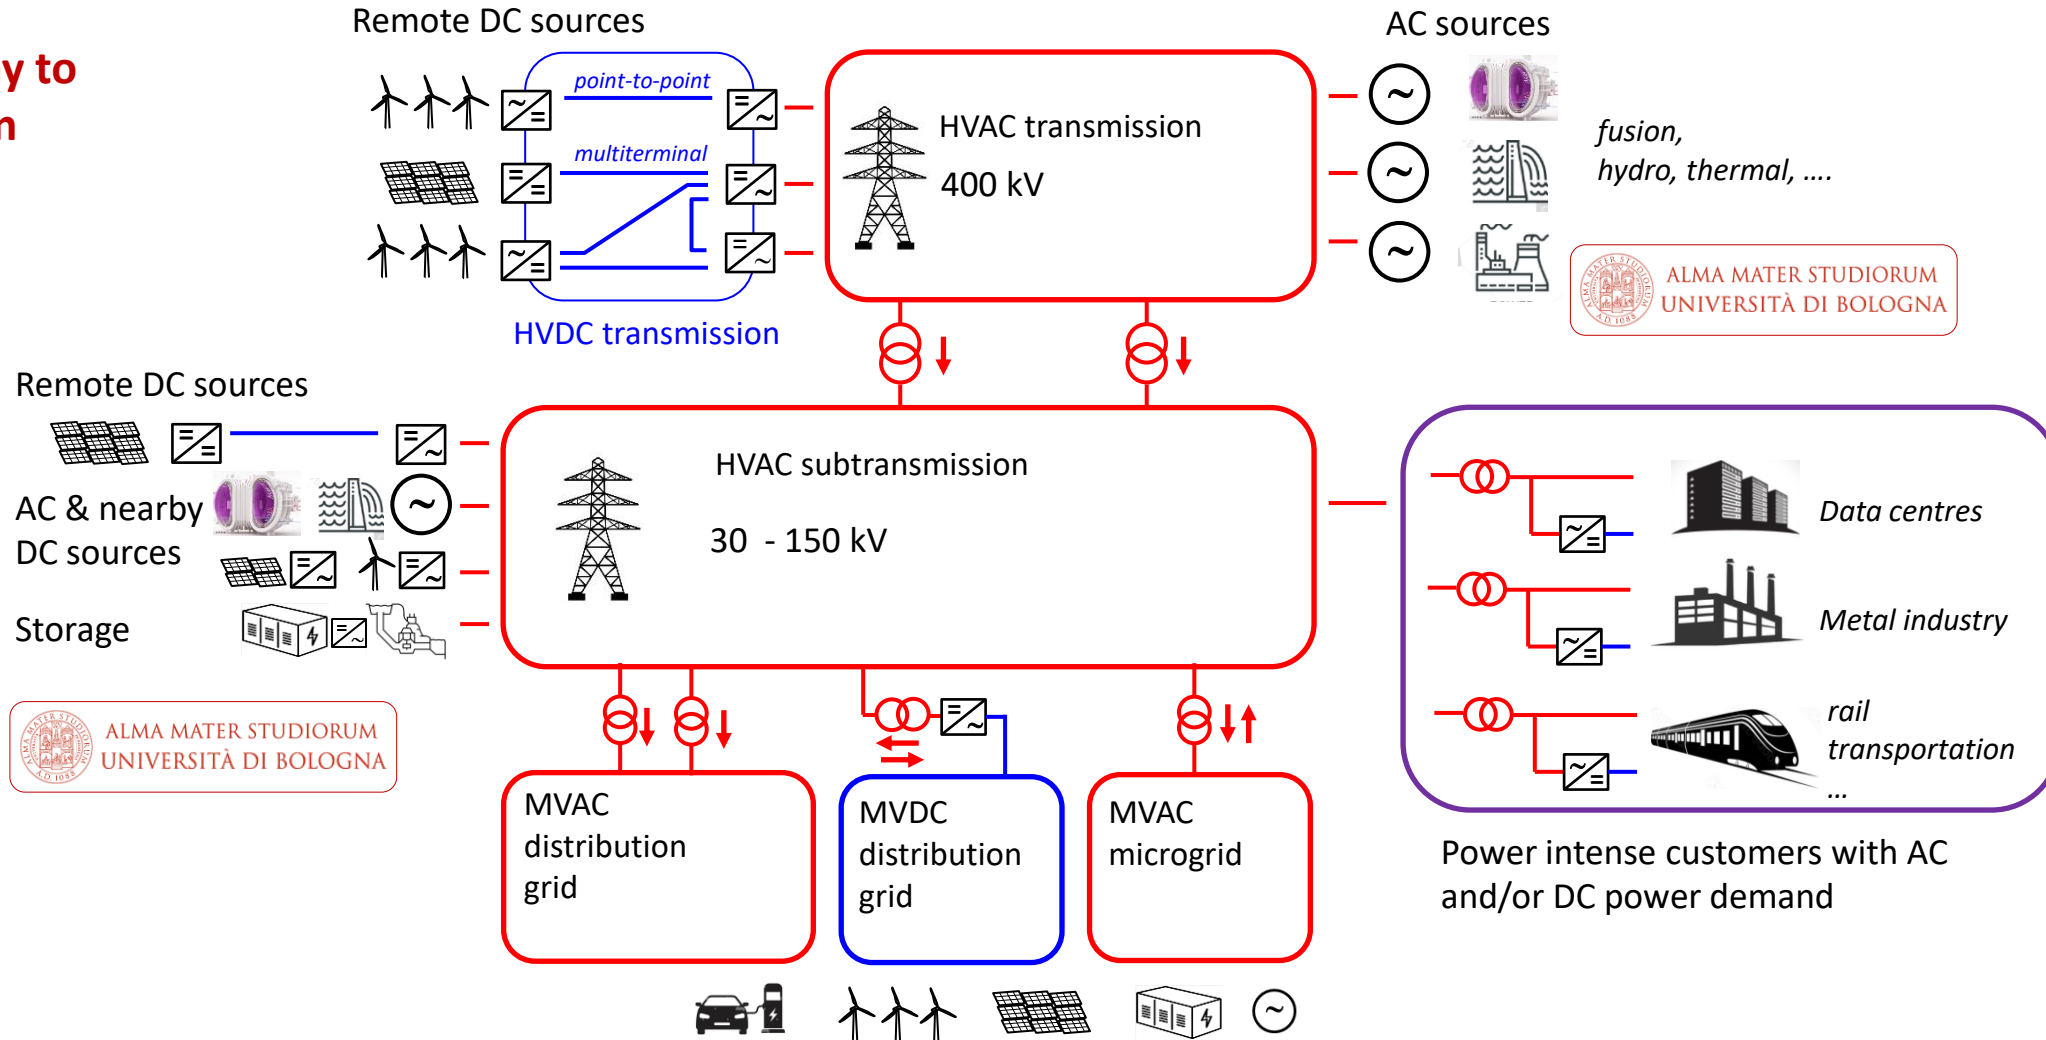 Remote DC sources
AC sources
y to
n
point-to-point
multiterminal
HVDC transmission
HVAC transmission
400 kV
fusion,
hydro, thermal, ....
ALMA MATER STUDIORUM
UNIVERSITÀ DI BOLOGNA
Remote DC sources
AC & nearby
DC sources
Storage
HVAC subtransmission
30 - 150 kV
Data centres
Metal industry
rail
transportation
...
ALMA MATER STUDIORUM
UNIVERSITÀ DI BOLOGNA
MVAC
distribution
grid
MVDC
distribution
grid
MVAC
microgrid
Power intense customers with AC
and/or DC power demand